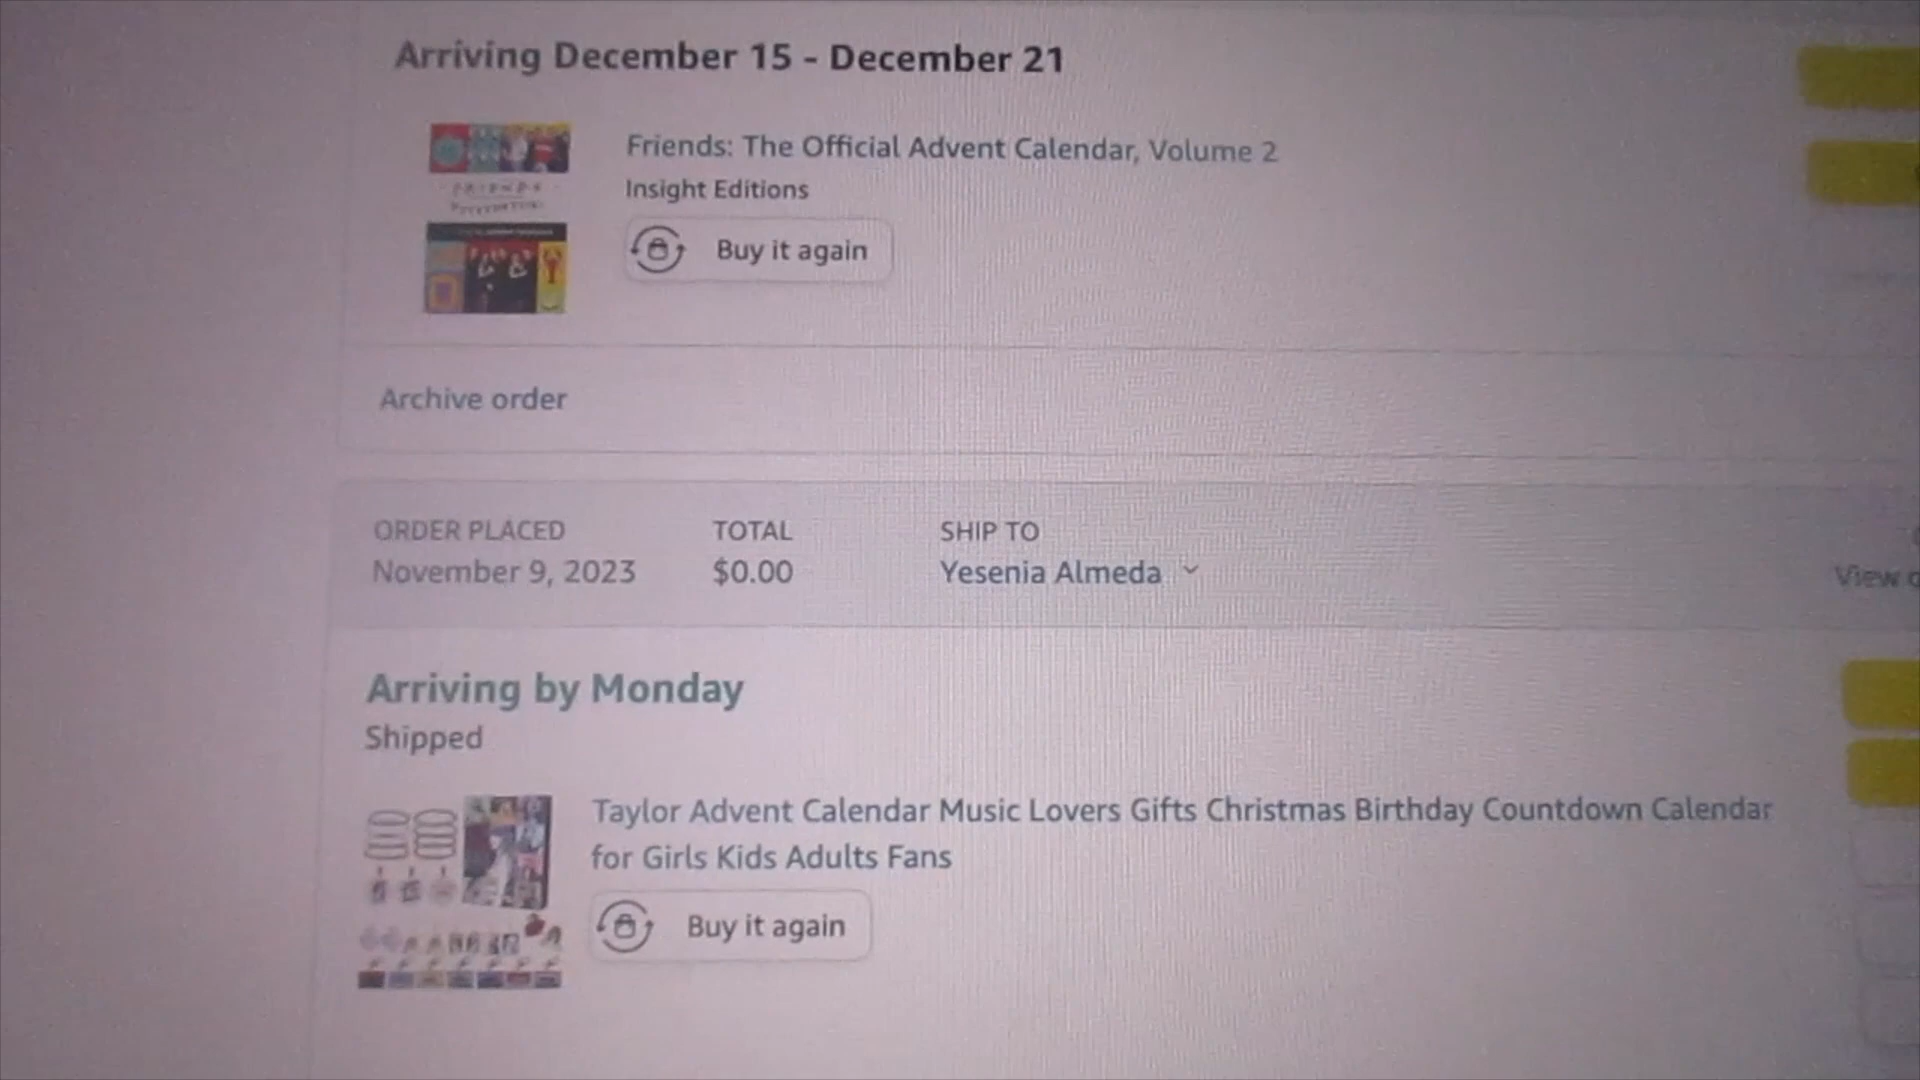 Arriving December 15 - December 21
Friends: The Official Advent Calendar, Volume 2
Insight Editions
Buy it again
Archive order
ORDER PLACED TOTAL SHIP TO
November 9, 2023 $0.00 Yesenia Almeda
View
Arriving by Monday
Shipped
Taylor Advent Calendar Music Lovers Gifts Christmas Birthday Countdown Calendar
for Girls Kids Adults Fans
Buy it again